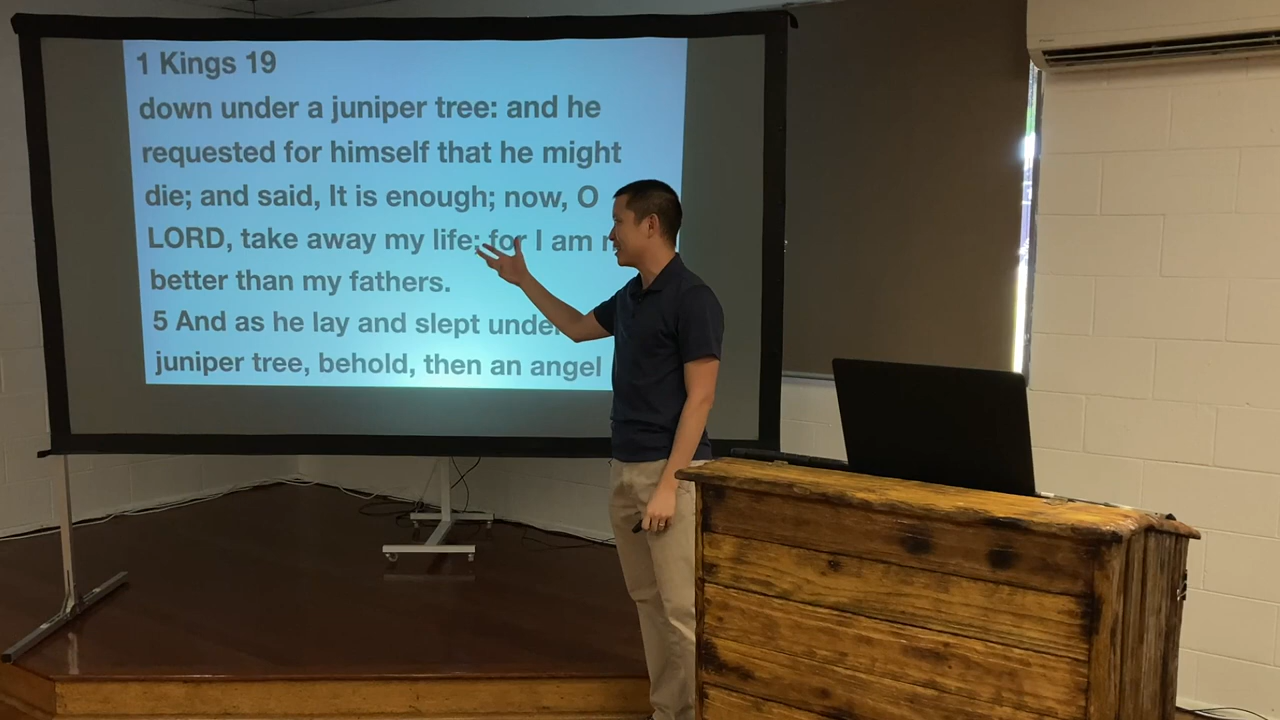 1 Kings 19
down under a juniper tree: and he
requested for himself that he might
die; and said, It is enough; now, O
LORD, take away my life; for I am
better than my fathers.
5 And as he lay and slept
juniper tree, behold, then an angel